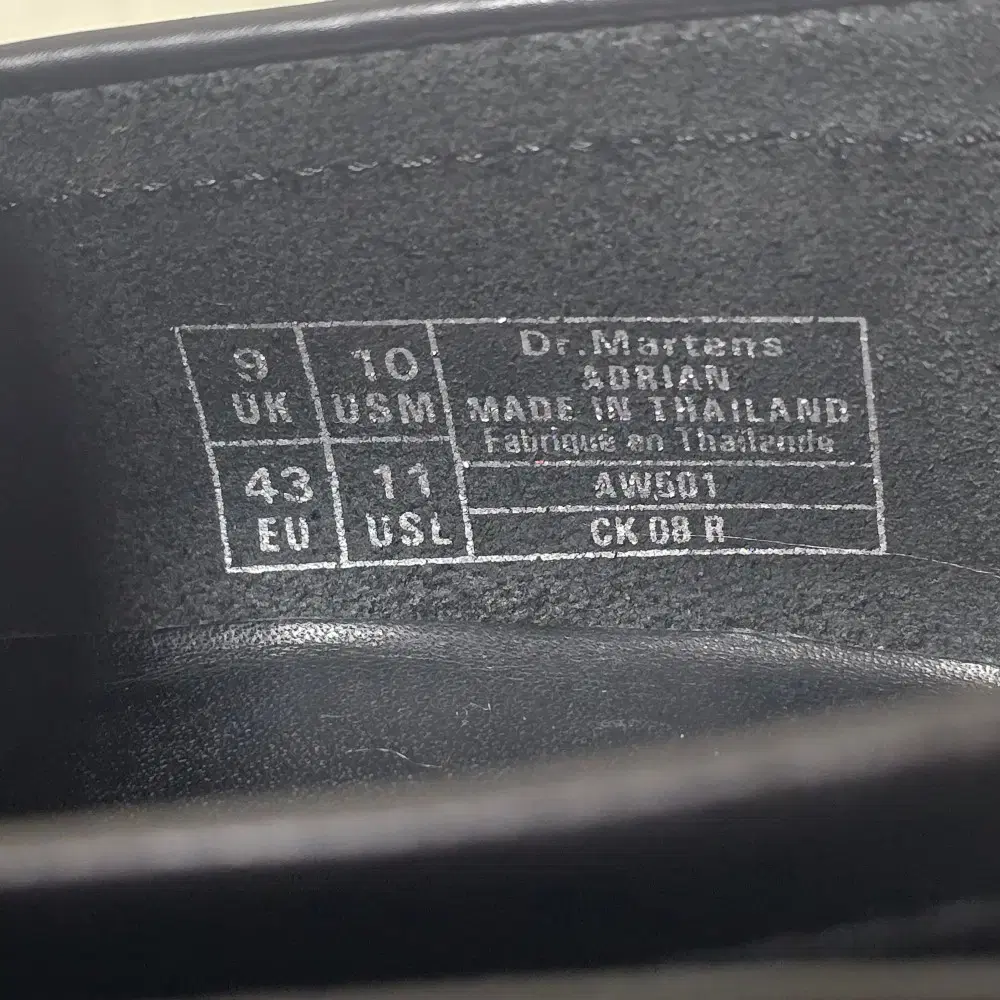 9
UK
10
USM
43
EU
11
USL
Dr.Martens
ADRIAN
MADE IN THAILAND
Fabriqué en Thaïlande
AW501
CK 08 R